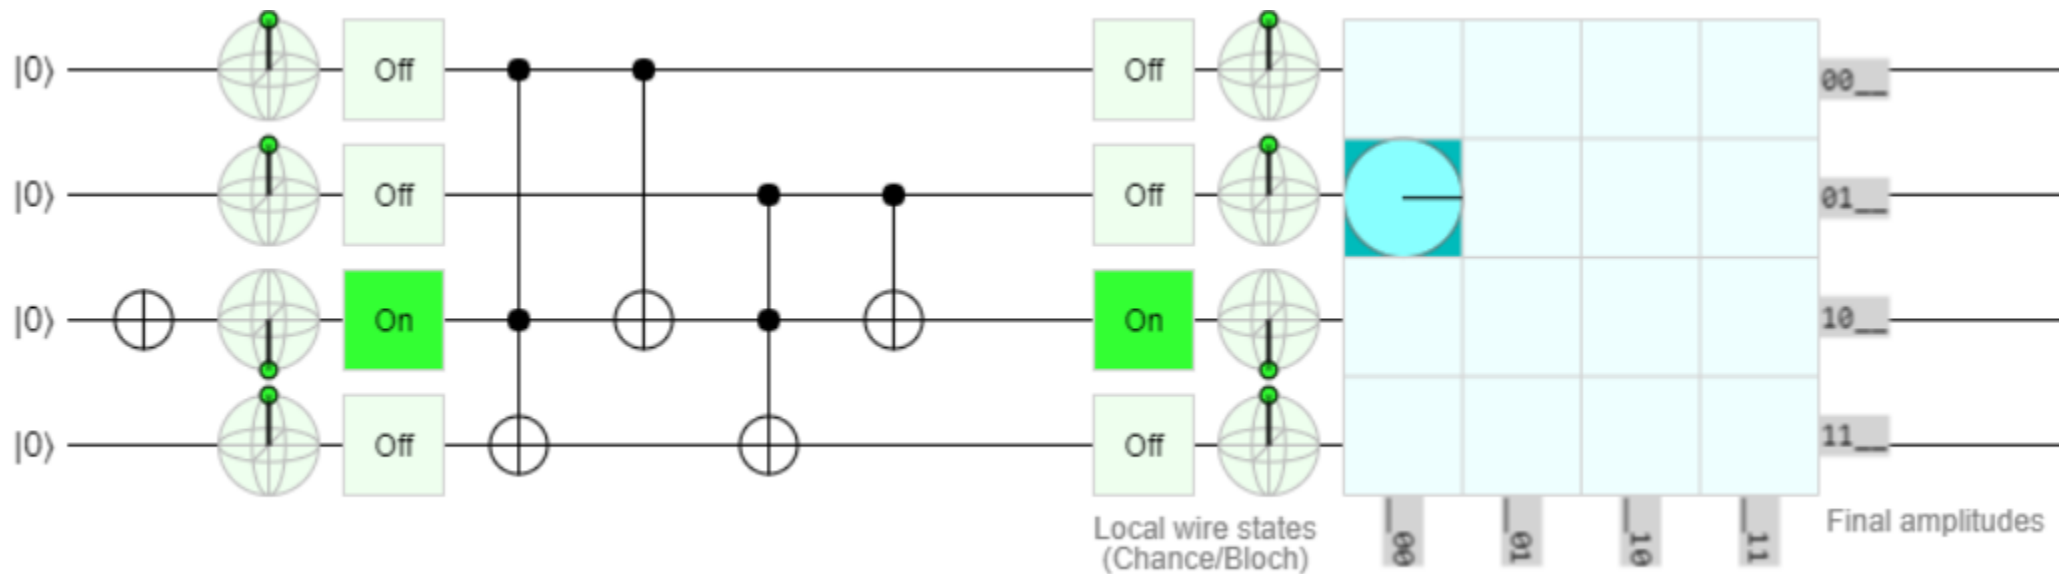 |0⟩ Off Off 00__
|0⟩ Off Off 01__
|0⟩ On On 10__
|0⟩ Off Off 11__
Local wire states
(Chance/Bloch)
__00 __01 __10 __11
Final amplitudes